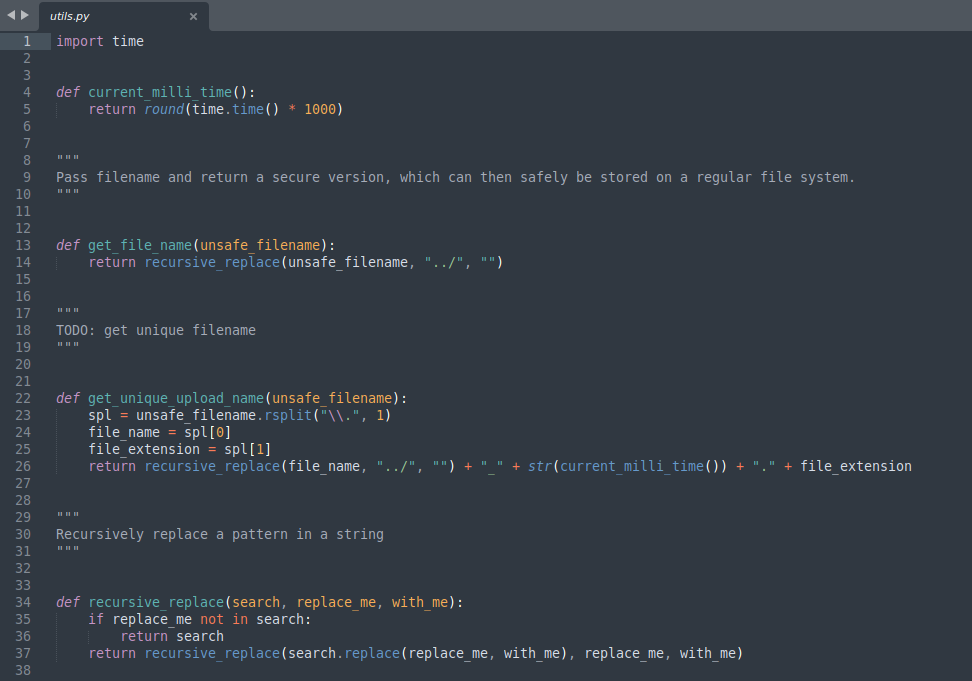 utils.py ×
1 import time
2
3
4 def current_milli_time():
5     return round(time.time() * 1000)
6
7
8 """
9 Pass filename and return a secure version, which can then safely be stored on a regular file system.
10 """
11
12
13 def get_file_name(unsafe_filename):
14     return recursive_replace(unsafe_filename, "../", "")
15
16
17 """
18 TODO: get unique filename
19 """
20
21
22 def get_unique_upload_name(unsafe_filename):
23     spl = unsafe_filename.rsplit("\\.", 1)
24     file_name = spl[0]
25     file_extension = spl[1]
26     return recursive_replace(file_name, "../", "") + "_" + str(current_milli_time()) + "." + file_extension
27
28
29 """
30 Recursively replace a pattern in a string
31 """
32
33
34 def recursive_replace(search, replace_me, with_me):
35     if replace_me not in search:
36         return search
37     return recursive_replace(search.replace(replace_me, with_me), replace_me, with_me)
38